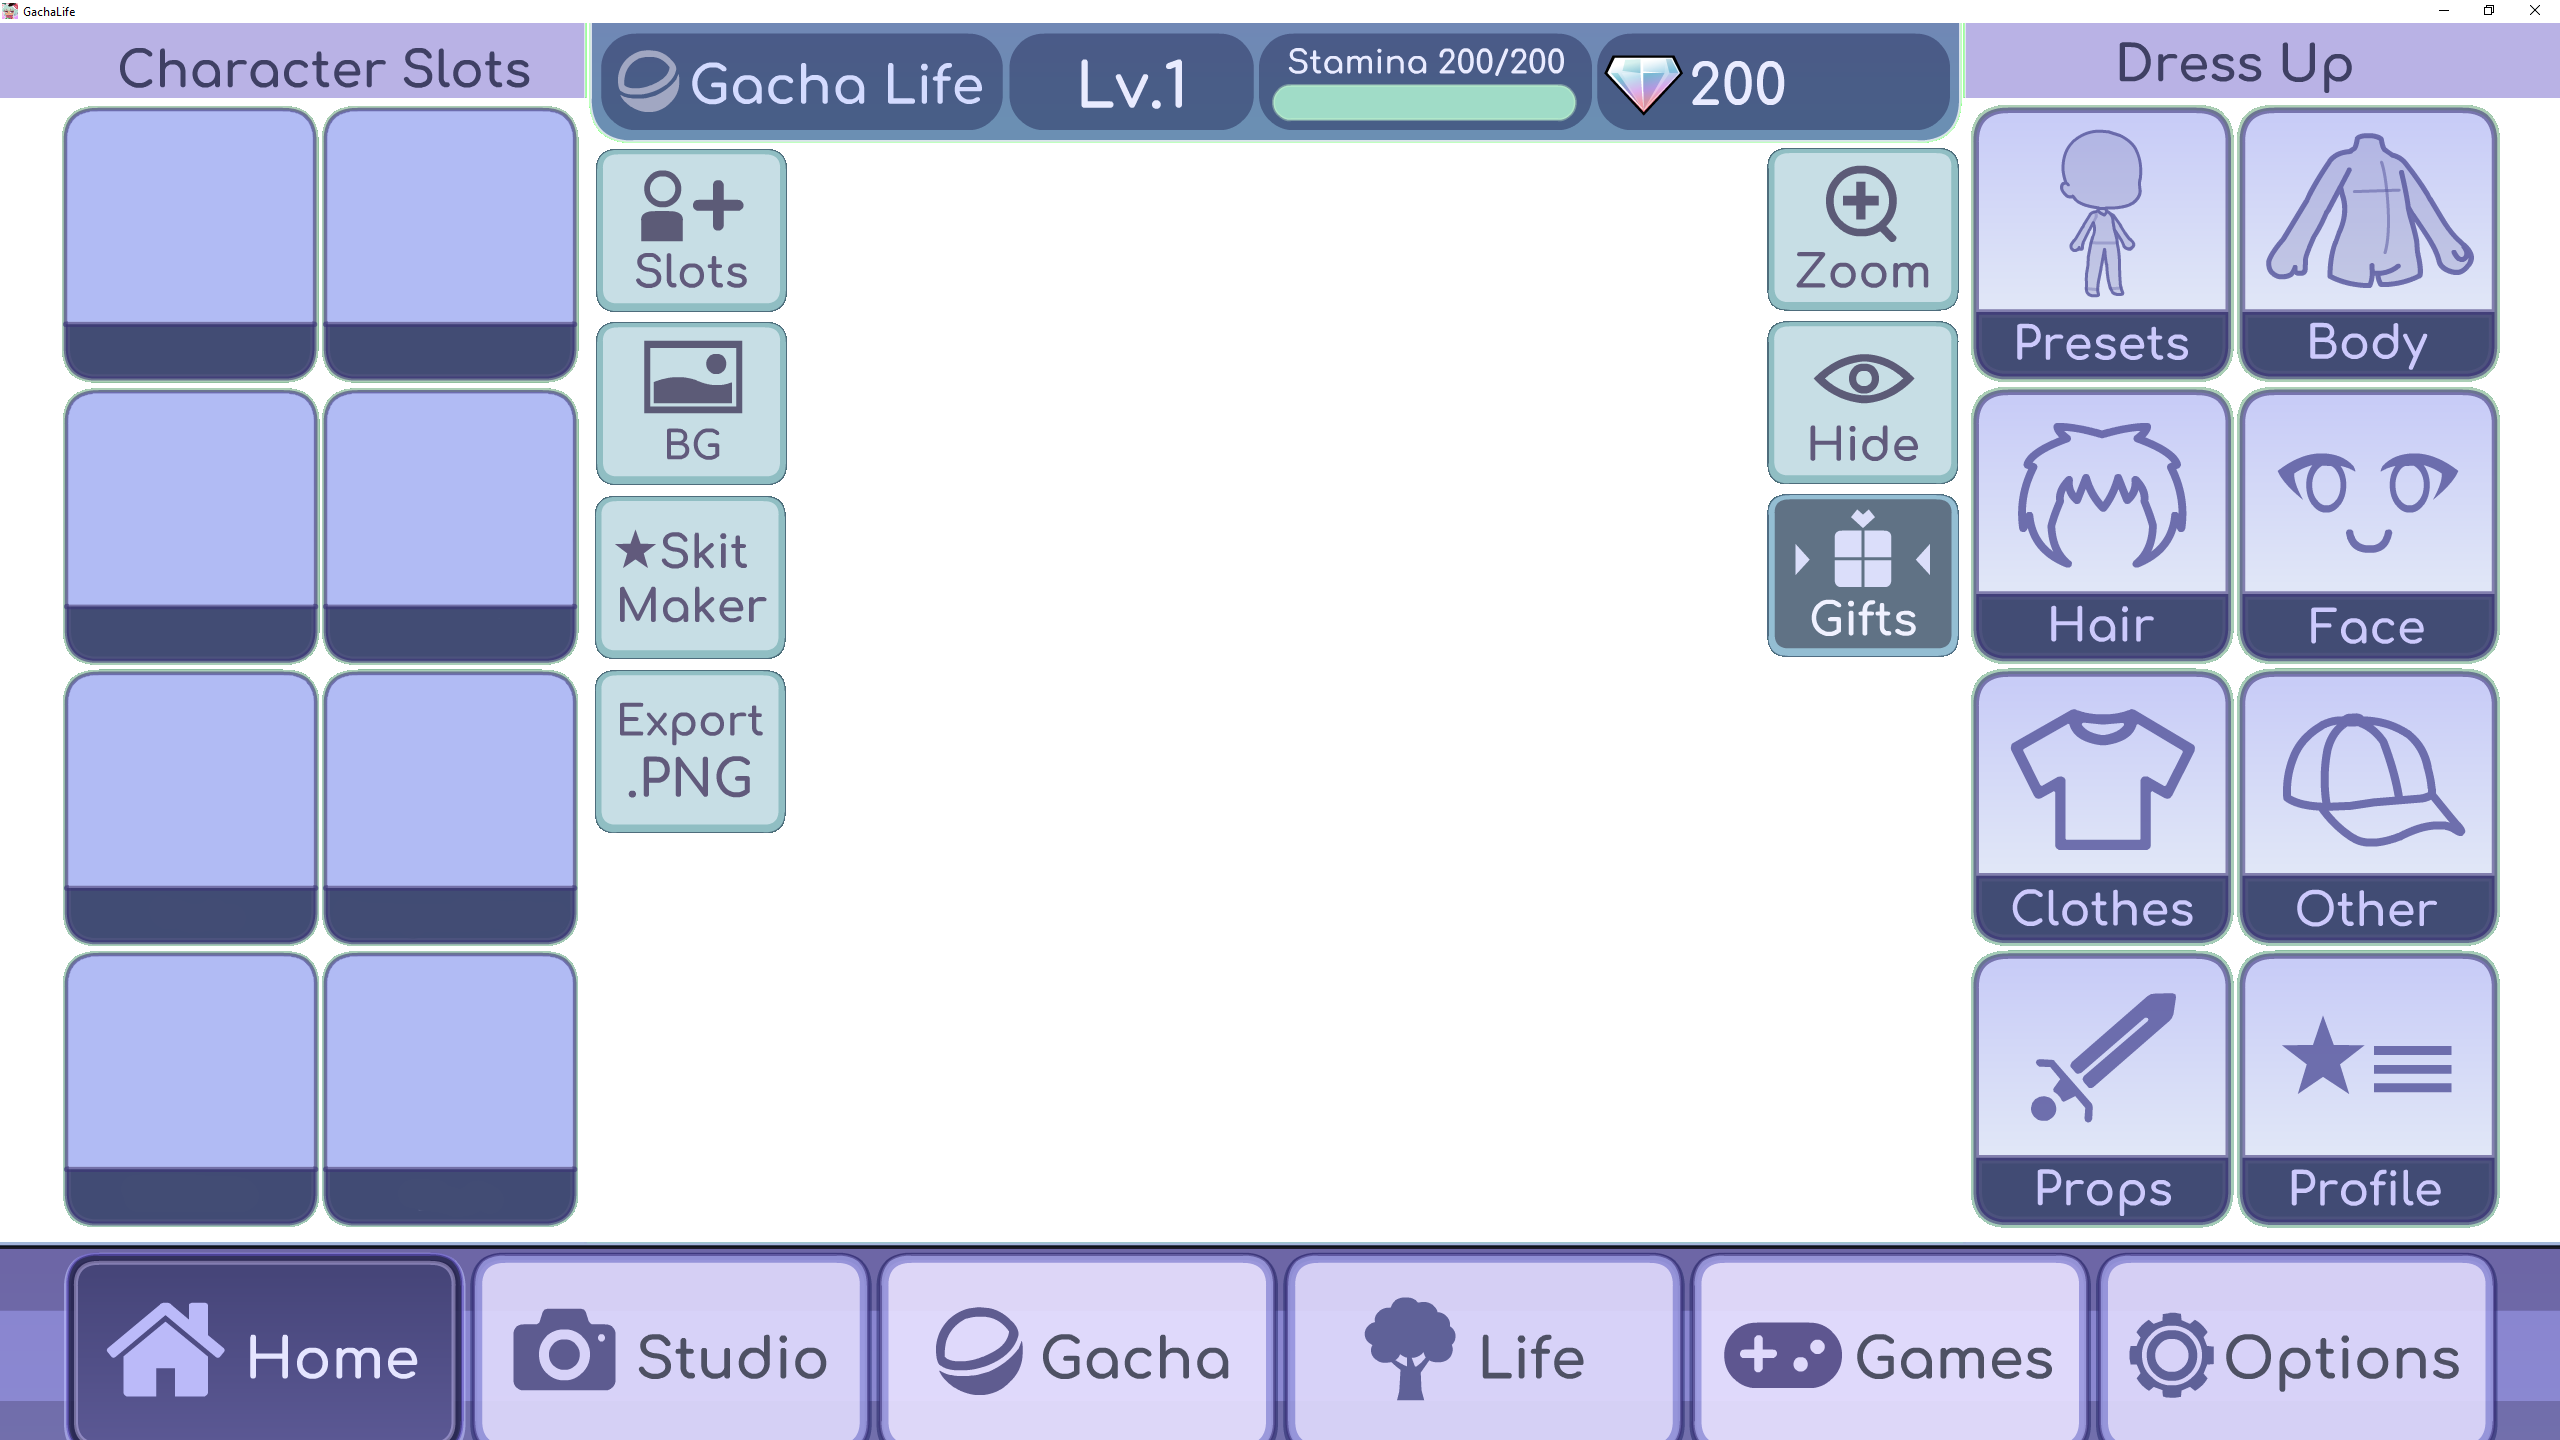 GachaLife
Character Slots
Gacha Life
Lv.1
Stamina 200/200
200
Dress Up
Slots
BG
★Skit
Maker
Export
.PNG
Zoom
Hide
Gifts
Presets
Body
Hair
Face
Clothes
Other
Props
Profile
Home
Studio
Gacha
Life
Games
Options